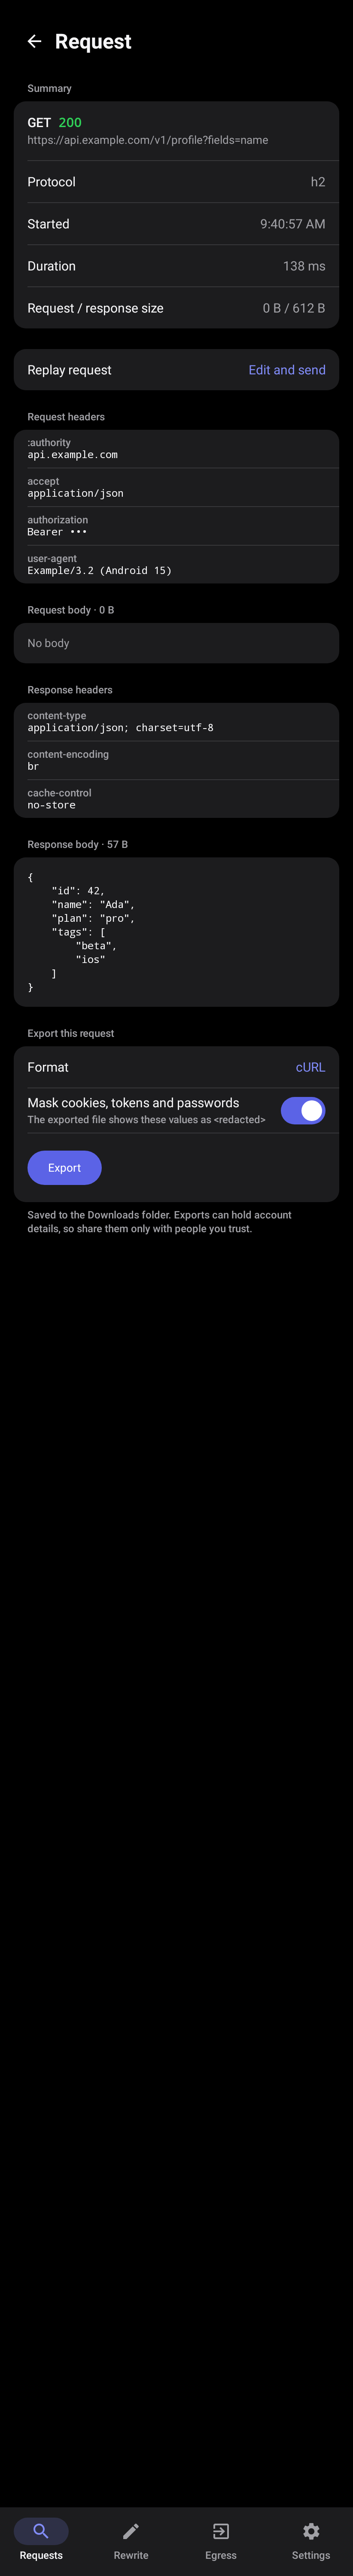 Request
Summary
GET 200
https://api.example.com/v1/profile?fields=name
Protocol h2
Started 9:40:57 AM
Duration 138 ms
Request / response size 0 B / 612 B
Replay request Edit and send
Request headers
:authority
api.example.com
accept
application/json
authorization
Bearer •••
user-agent
Example/3.2 (Android 15)
Request body · 0 B
No body
Response headers
content-type
application/json; charset=utf-8
content-encoding
br
cache-control
no-store
Response body · 57 B
{
    "id": 42,
    "name": "Ada",
    "plan": "pro",
    "tags": [
        "beta",
        "ios"
    ]
}
Export this request
Format cURL
Mask cookies, tokens and passwords
The exported file shows these values as <redacted>
Export
Saved to the Downloads folder. Exports can hold account
details, so share them only with people you trust.
Requests Rewrite Egress Settings